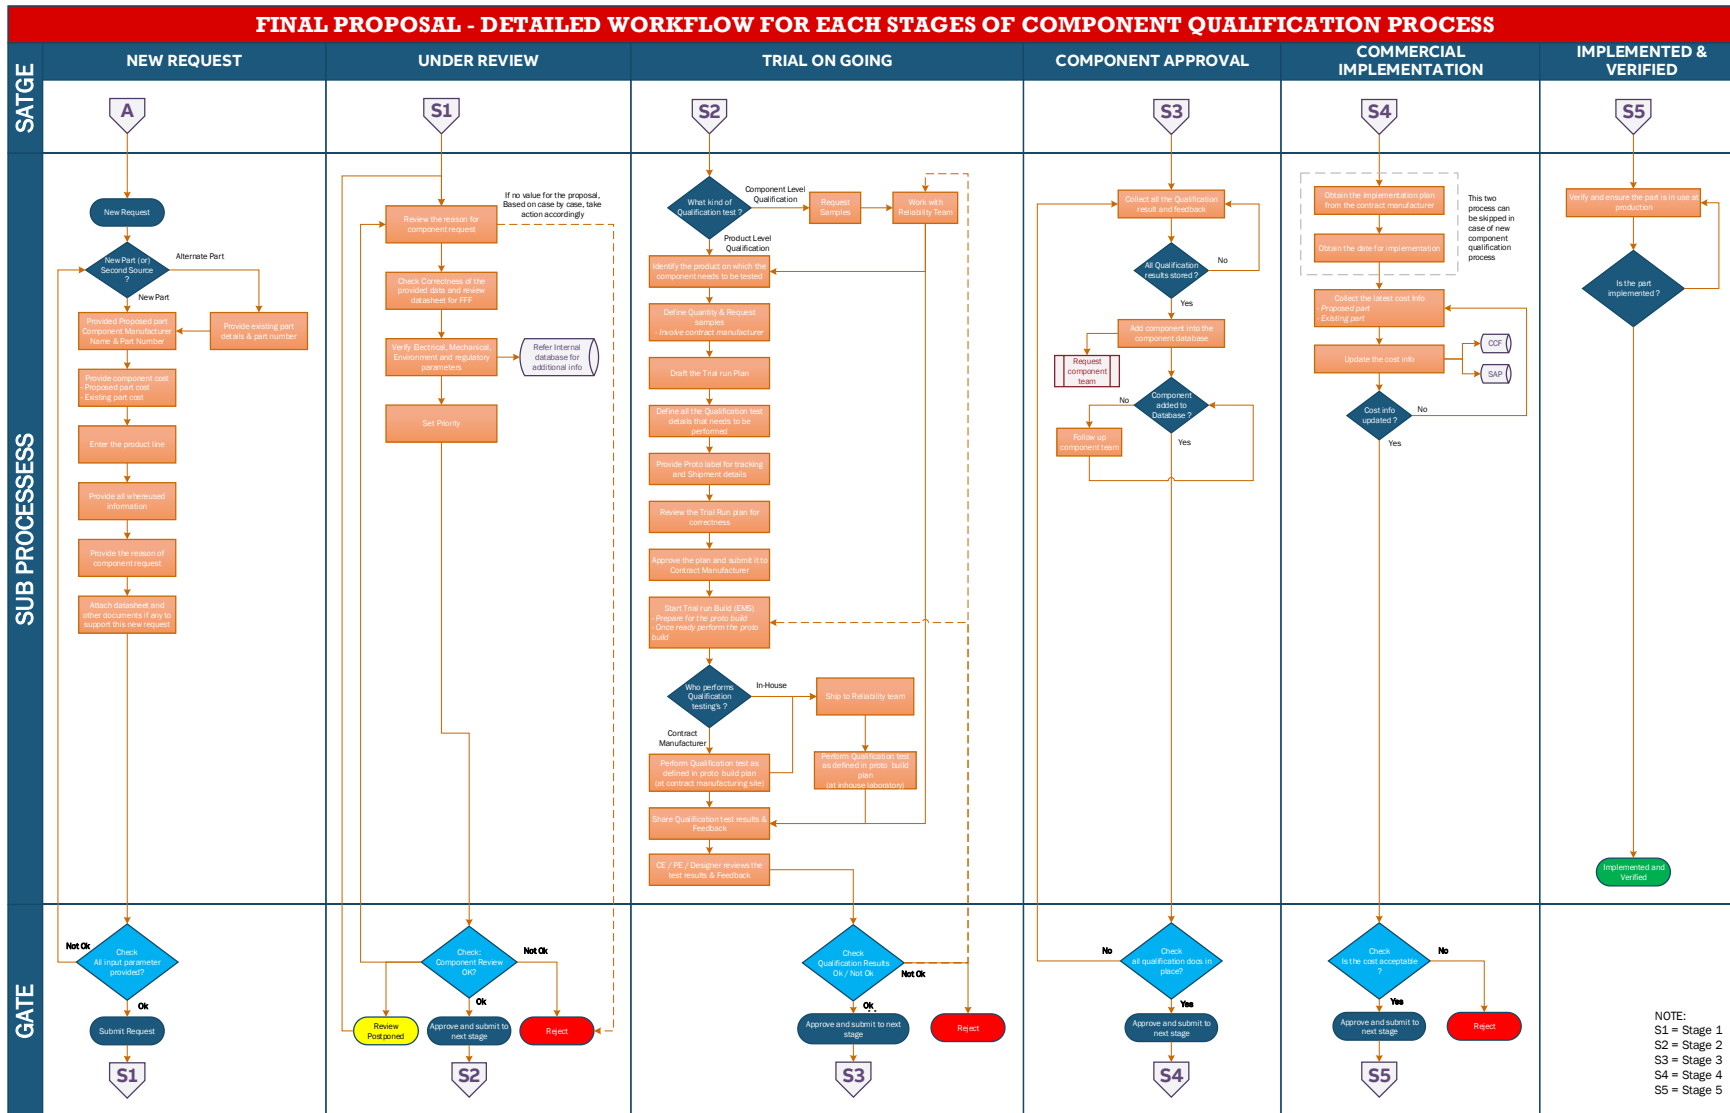 FINAL PROPOSAL - DETAILED WORKFLOW FOR EACH STAGES OF COMPONENT QUALIFICATION PROCESS
SATGE
NEW REQUEST
UNDER REVIEW
TRIAL ON GOING
COMPONENT APPROVAL
COMMERCIAL
IMPLEMENTATION
IMPLEMENTED &
VERIFIED
A
S1
S2
S3
S4
S5
SUB PROCESSESS
New Request
New Part (or)
Second Source
?
Alternate Part
New Part
Provided Proposed part
Component Manufacturer
Name & Part Number
Provide existing part
details & part number
Provide component cost
- Proposed part cost
- Existing part cost
Enter the product line
Provide all whereused
information
Provide the reason of
component request
Attach datasheet and
other documents if any to
support this new request
If no value for the proposal,
Based on case by case, take
action accordingly
Review the reason for
component request
Check Correctness of the
provided data and review
datasheet for FFF
Verify Electrical, Mechanical,
Environment and regulatory
parameters
Refer Internal
database for
additional info
Set Priority
What kind of
Qualification test ?
Component Level
Qualification
Request
Samples
Work with
Reliability Team
Product Level
Qualification
Identify the product on which the
component needs to be tested
Define Quantity & Request
samples
- Involve contract manufacturer
Draft the Trial run Plan
Define all the Qualification test
details that needs to be
performed
Provide Proto label for tracking
and Shipment details
Review the Trial Run plan for
correctness
Approve the plan and submit it to
Contract Manufacturer
Start Trial run Build (EMS)
- Prepare for the proto build
- Once ready perform the proto
build
Who performs
Qualification
testing's ?
In-House
Ship to Reliability team
Contract
Manufacturer
Perform Qualification test as
defined in proto build plan
(at contract manufacturing site)
Perform Qualification test
as defined in proto build
plan
(at inhouse laboratory)
Share Qualification test results &
Feedback
CE / PE / Designer reviews the
test results & Feedback
Collect all the Qualification
result and feedback
All Qualification
results stored ?
No
Yes
Add component into the
component database
Request
component
team
Component
added to
Database ?
No
Yes
Follow up
component team
Obtain the implementation plan
from the contract manufacturer
Obtain the date for implementation
This two
process can
be skipped in
case of new
component
qualification
process
Collect the latest cost Info
- Proposed part
- Existing part
Update the cost info
CCF
SAP
Cost info
updated ?
No
Yes
Verify and ensure the part is in use at
production
Is the part
implemented ?
Implemented and
Verified
GATE
Not Ok
Check
All input parameter
provided?
Ok
Submit Request
S1
Check:
Component Review
OK?
Not Ok
Ok
Review
Postponed
Approve and submit to
next stage
Reject
S2
Check
Qualification Results
Ok / Not Ok
Not Ok
Ok
Approve and submit to next
stage
Reject
S3
No
Check
all qualification docs in
place?
Yes
Approve and submit to
next stage
S4
Check
Is the cost acceptable
?
No
Yes
Approve and submit to
next stage
Reject
S5
NOTE:
S1 = Stage 1
S2 = Stage 2
S3 = Stage 3
S4 = Stage 4
S5 = Stage 5